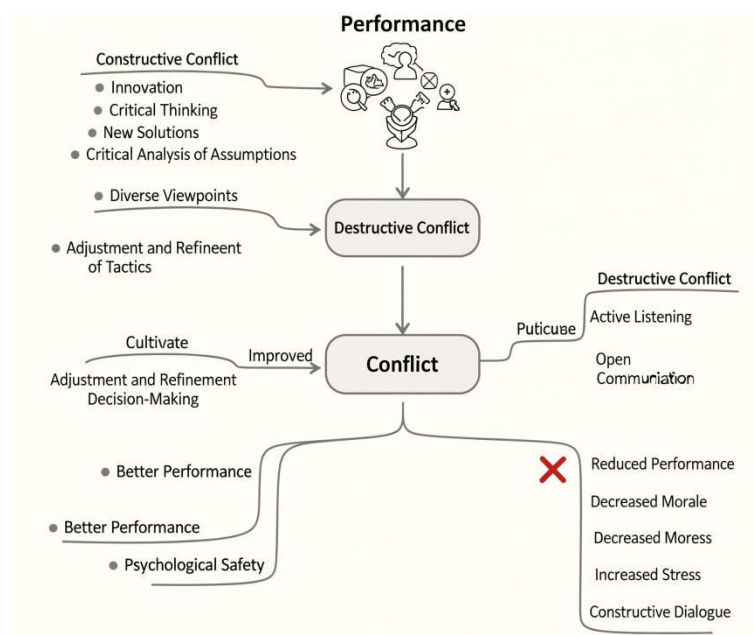 Performance
Constructive Conflict
Innovation
Critical Thinking
New Solutions
Critical Analysis of Assumptions
Diverse Viewpoints
Destructive Conflict
Adjustment and Refineent
of Tactics
Destructive Conflict
Puticuse
Active Listening
Cultivate
Improved
Conflict
Open
Adjustment and Refinement
Decision-Making
Better Performance
Reduced Performance
Decreased Morale
Better Performance
Decreased Moress
Psychological Safety
Increased Stress
Constructive Dialogue